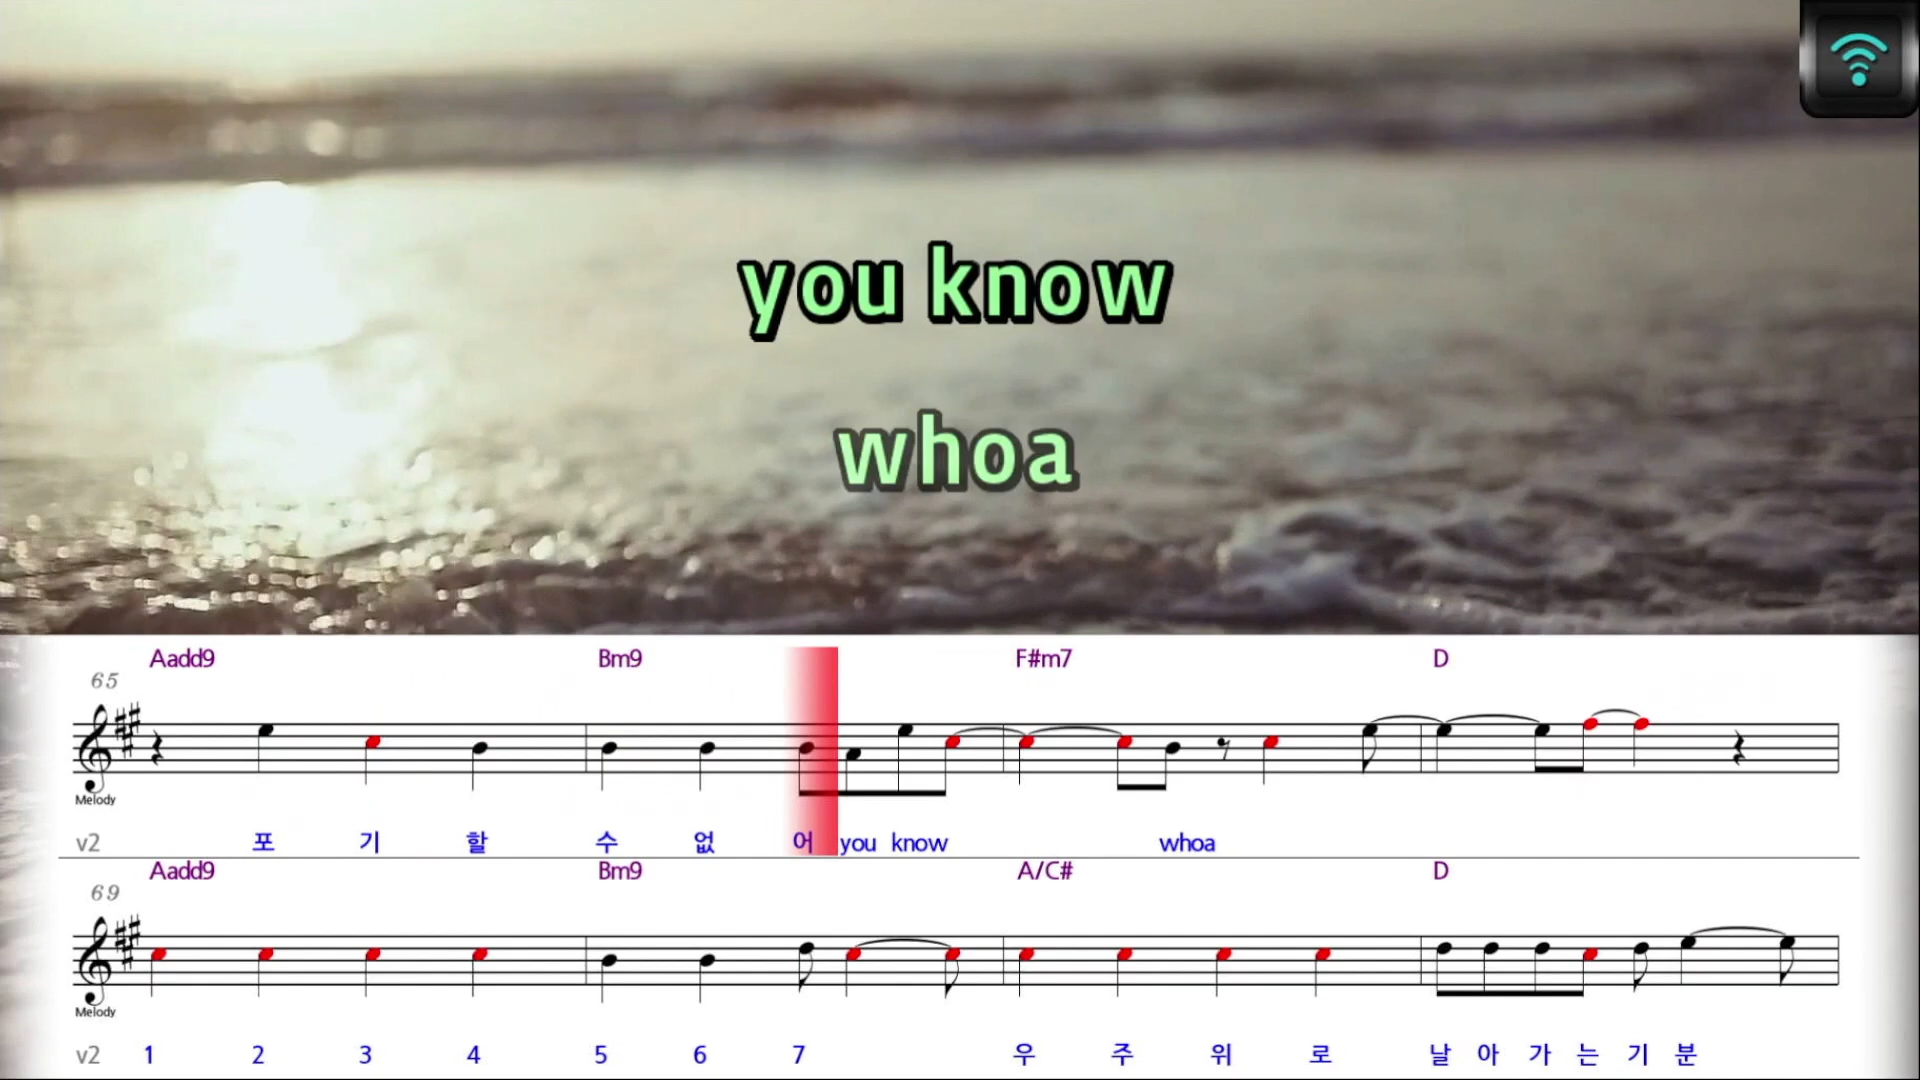 you know
whoa
Aadd9 Bm9 F#m7 D
65
Melody
v2 포 기 할 수 없 어 you know whoa
Aadd9 Bm9 A/C# D
69
Melody
v2 1 2 3 4 5 6 7 우 주 위 로 날 아 가 는 기 분